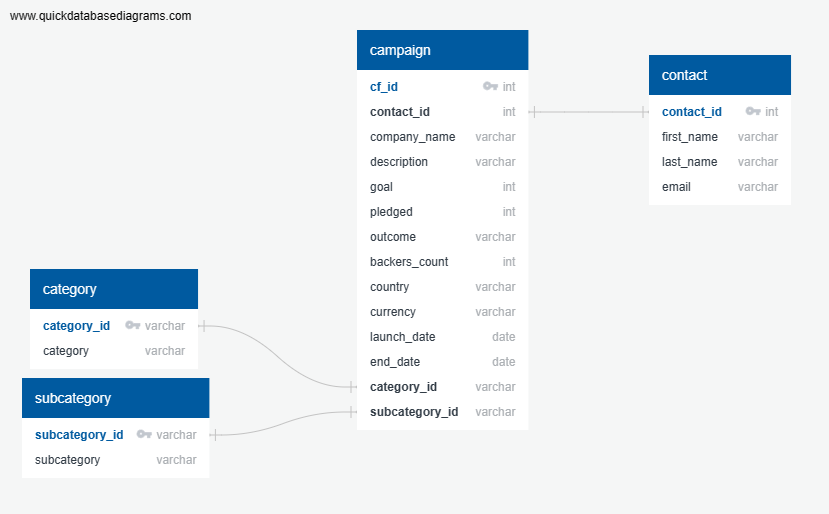 www.quickdatabasediagrams.com
campaign
cf_id int
contact_id int
company_name varchar
description varchar
goal int
pledged int
outcome varchar
backers_count int
country varchar
currency varchar
launch_date date
end_date date
category_id varchar
subcategory_id varchar
contact
contact_id int
first_name varchar
last_name varchar
email varchar
category
category_id varchar
category varchar
subcategory
subcategory_id varchar
subcategory varchar